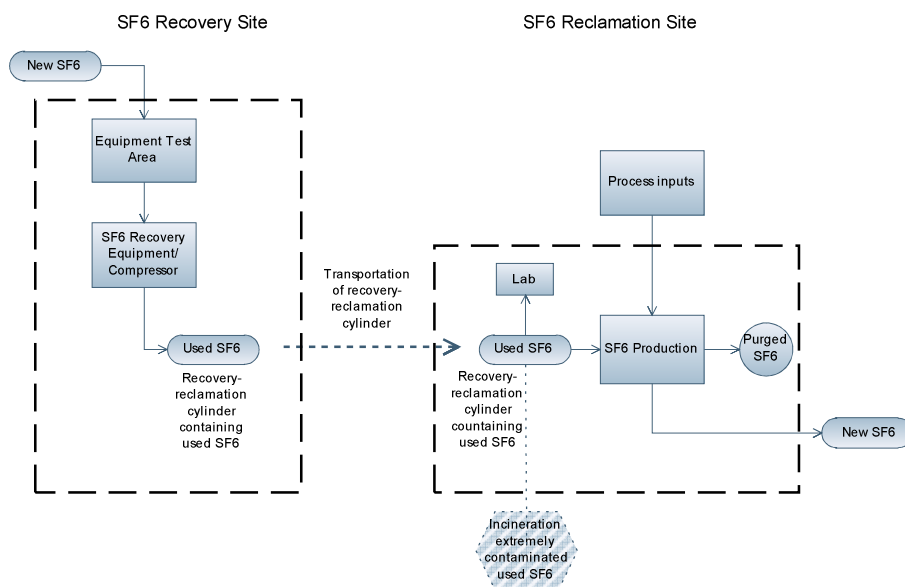 SF6 Recovery Site
SF6 Reclamation Site
New SF6
Equipment Test
Area
SF6 Recovery
Equipment/
Compressor
Used SF6
Recovery-
reclamation
cylinder
containing
used SF6
Transportation
of recovery-
reclamation
cylinder
Process inputs
Lab
Used SF6
Recovery-
reclamation
cylinder
countaining
used SF6
SF6 Production
Purged
SF6
New SF6
Incineration
extremely
contaminated
used SF6